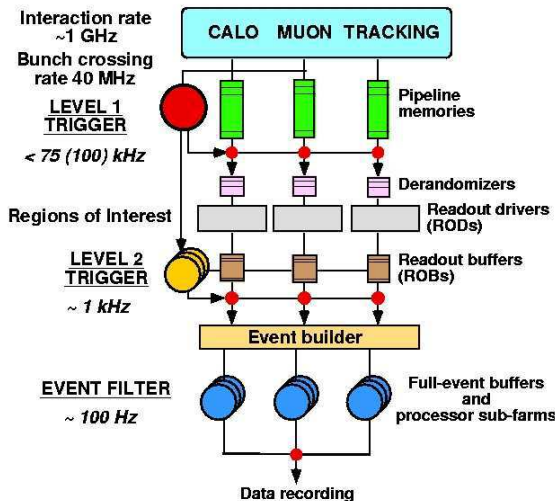 Interaction rate
~1 GHz
CALO MUON TRACKING
Bunch crossing
rate 40 MHz
LEVEL 1
TRIGGER
< 75 (100) kHz
Pipeline
memories
Derandomizers
Regions of Interest
Readout drivers
(RODs)
LEVEL 2
TRIGGER
~ 1 kHz
Readout buffers
(ROBs)
Event builder
EVENT FILTER
~ 100 Hz
Full-event buffers
and
processor sub-farms
Data recording